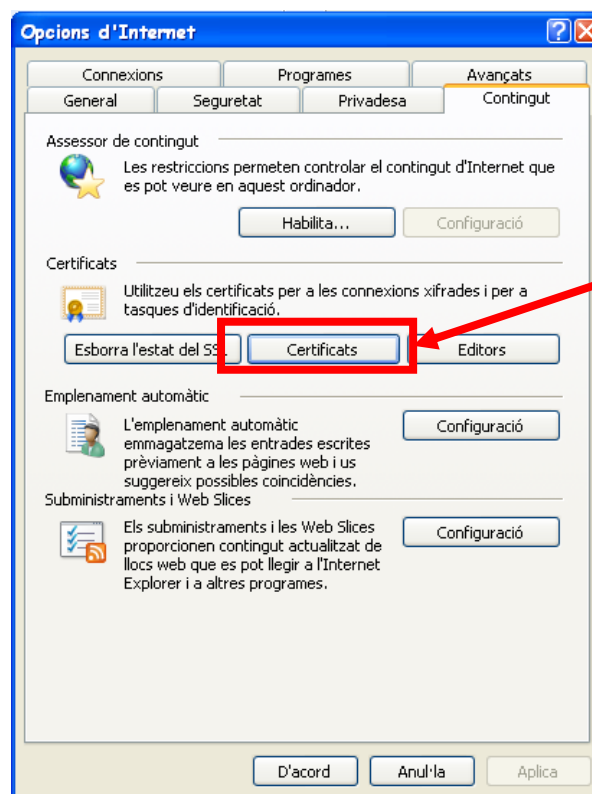 Opcions d'Internet
Connexions Programes Avançats
General Seguretat Privadesa Contingut
Assessor de contingut
Les restriccions permeten controlar el contingut d'Internet que
es pot veure en aquest ordinador.
Habilita... Configuració
Certificats
Utilitzeu els certificats per a les connexions xifrades i per a
tasques d'identificació.
Esborra l'estat del SS Certificats Editors
Emplenament automàtic
L'emplenament automàtic
emmagatzema les entrades escrites
prèviament a les pàgines web i us
suggereix possibles coincidències.
Configuració
Subministraments i Web Slices
Els subministraments i les Web Slices
proporcionen contingut actualitzat de
llocs web que es pot llegir a l'Internet
Explorer i a altres programes.
Configuració
D'acord Anul·la Aplica